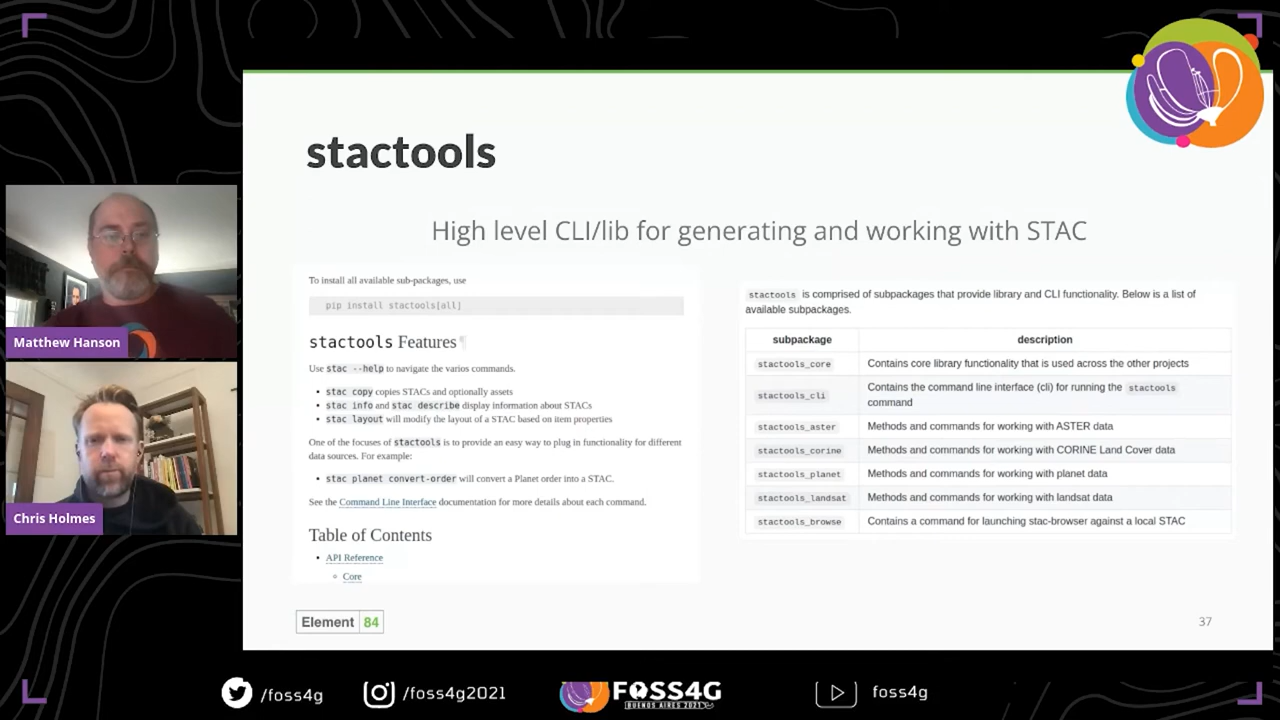 stactools
High level CLI/lib for generating and working with STAC
To install all available sub-packages, use
pip install stactools[all]
stactools Features¶
Use stac --help to navigate the varios commands.
• stac copy copies STACs and optionally assets
• stac info and stac describe display information about STACs
• stac layout will modify the layout of a STAC based on item properties
One of the focuses of stactools is to provide an easy way to plug in functionality for different
data sources. For example:
• stac planet convert-order will convert a Planet order into a STAC.
See the Command Line Interface documentation for more details about each command.
Table of Contents
• API Reference
◦ Core
stactools is comprised of subpackages that provide library and CLI functionality. Below is a list of
available subpackages.
subpackage description
stactools_core Contains core library functionality that is used across the other projects
stactools_cli Contains the command line interface (cli) for running the stactools
command
stactools_aster Methods and commands for working with ASTER data
stactools_corine Methods and commands for working with CORINE Land Cover data
stactools_planet Methods and commands for working with planet data
stactools_landsat Methods and commands for working with landsat data
stactools_browse Contains a command for launching stac-browser against a local STAC
Element 84
37
Matthew Hanson
Chris Holmes
/foss4g
/foss4g2021
FOSS4G
BUENOS AIRES 2021
foss4g